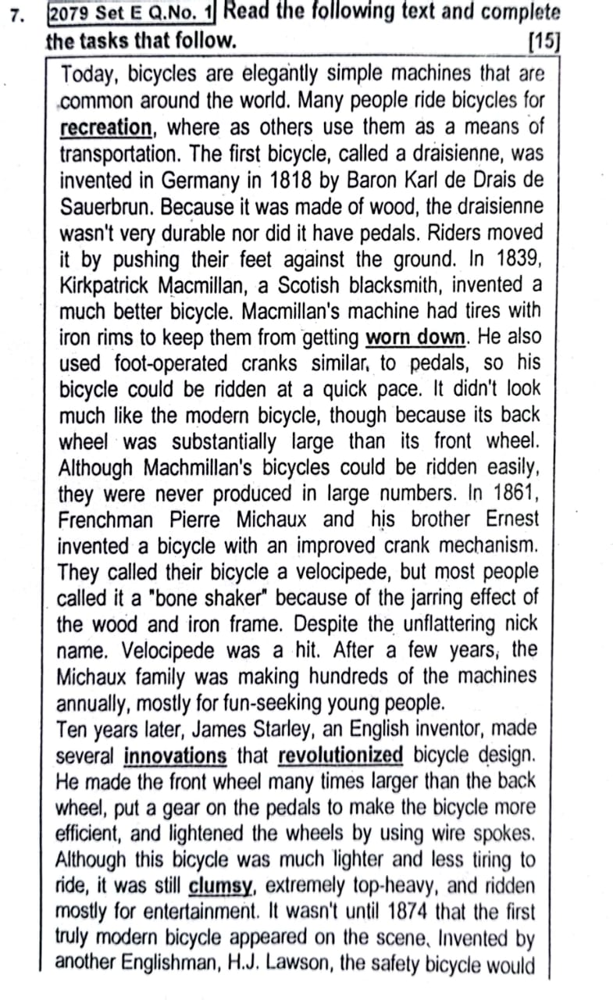 7. 2079 Set E Q.No. 1 Read the following text and complete
the tasks that follow. [15]
Today, bicycles are elegantly simple machines that are
common around the world. Many people ride bicycles for
recreation, where as others use them as a means of
transportation. The first bicycle, called a draisienne, was
invented in Germany in 1818 by Baron Karl de Drais de
Sauerbrun. Because it was made of wood, the draisienne
wasn't very durable nor did it have pedals. Riders moved
it by pushing their feet against the ground. In 1839,
Kirkpatrick Macmillan, a Scotish blacksmith, invented a
much better bicycle. Macmillan's machine had tires with
iron rims to keep them from getting worn down. He also
used foot-operated cranks similar, to pedals, so his
bicycle could be ridden at a quick pace. It didn't look
much like the modern bicycle, though because its back
wheel was substantially large than its front wheel.
Although Machmillan's bicycles could be ridden easily,
they were never produced in large numbers. In 1861,
Frenchman Pierre Michaux and his brother Ernest
invented a bicycle with an improved crank mechanism.
They called their bicycle a velocipede, but most people
called it a "bone shaker" because of the jarring effect of
the wood and iron frame. Despite the unflattering nick
name. Velocipede was a hit. After a few years, the
Michaux family was making hundreds of the machines
annually, mostly for fun-seeking young people.
Ten years later, James Starley, an English inventor, made
several innovations that revolutionized bicycle design.
He made the front wheel many times larger than the back
wheel, put a gear on the pedals to make the bicycle more
efficient, and lightened the wheels by using wire spokes.
Although this bicycle was much lighter and less tiring to
ride, it was still clumsy, extremely top-heavy, and ridden
mostly for entertainment. It wasn't until 1874 that the first
truly modern bicycle appeared on the scene. Invented by
another Englishman, H.J. Lawson, the safety bicycle would